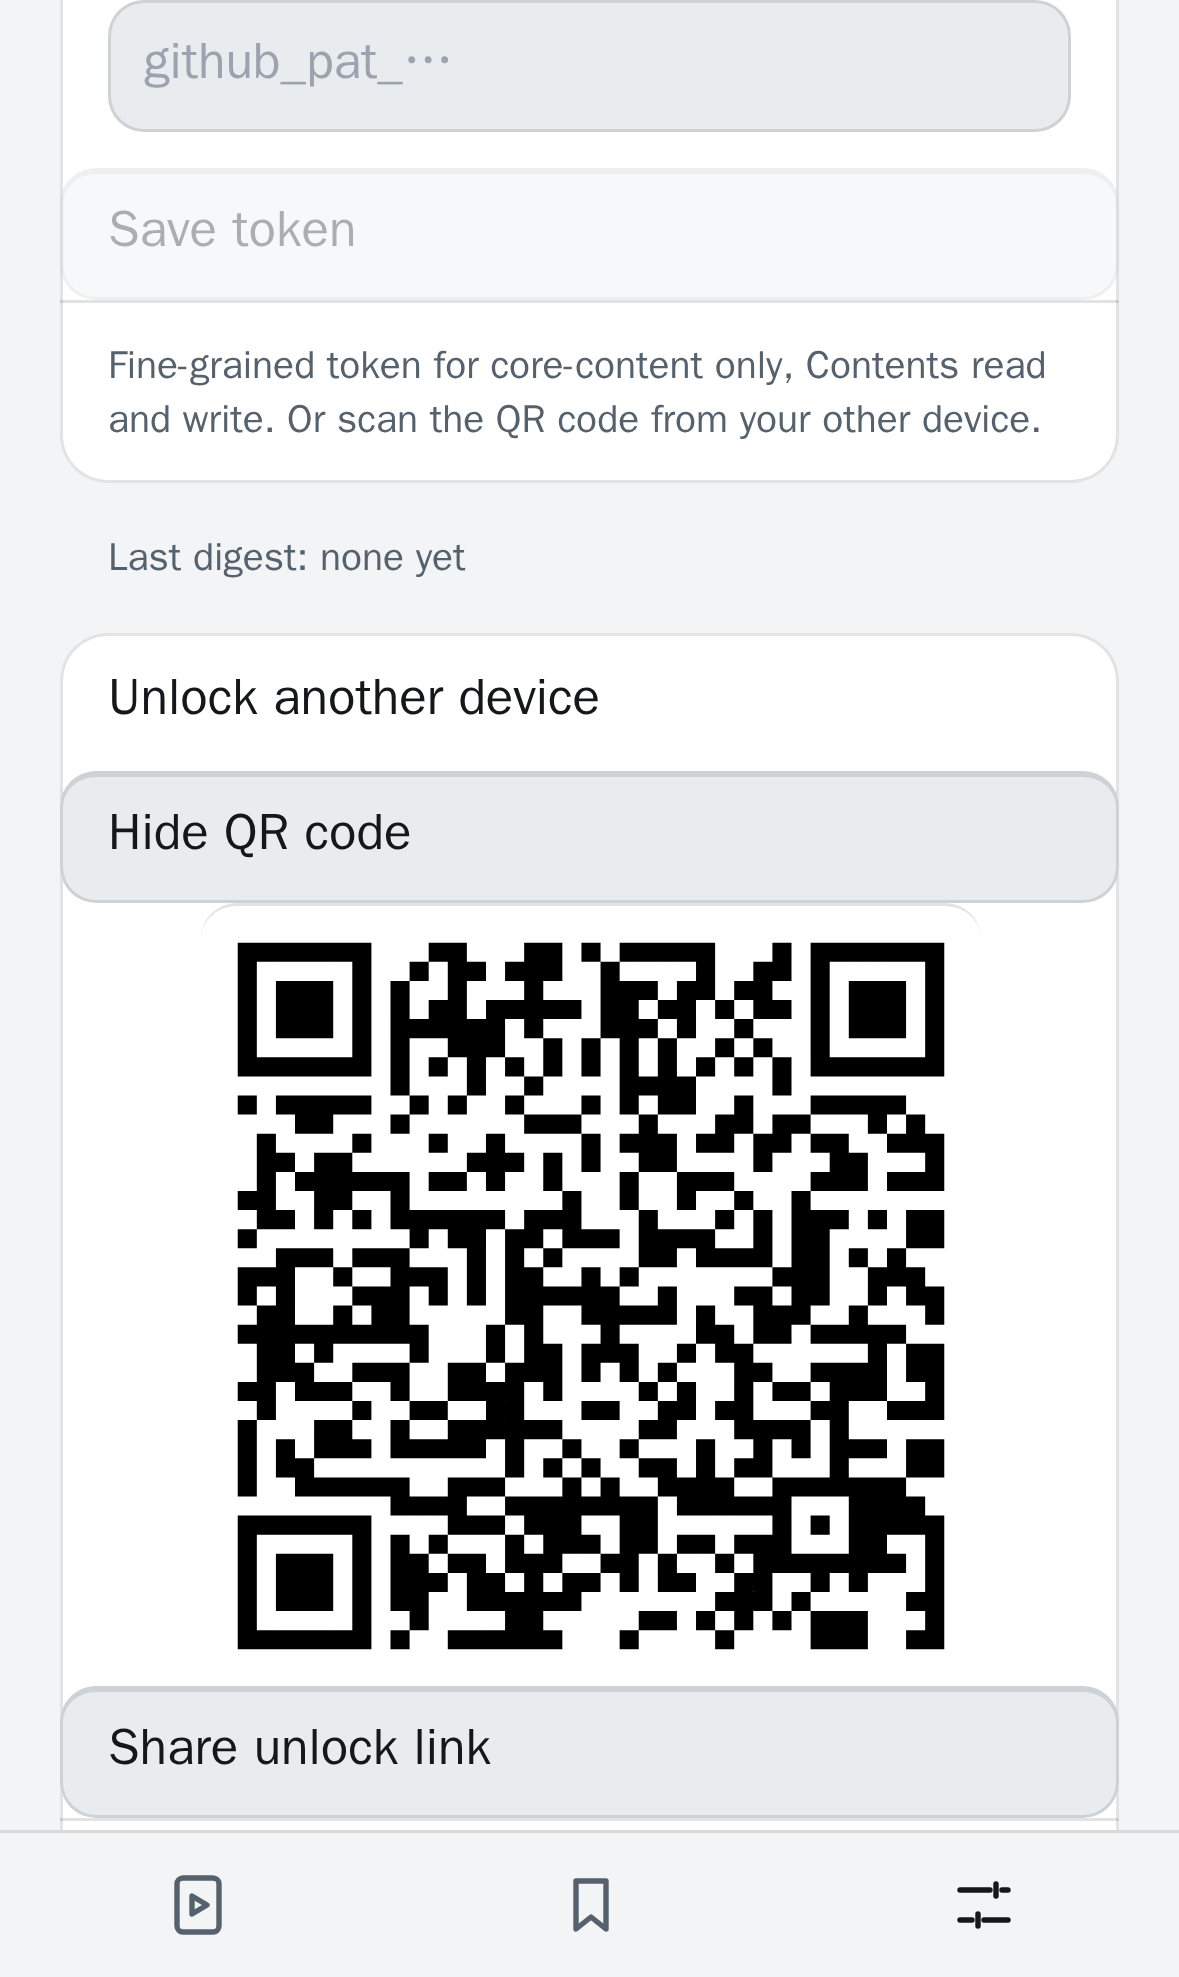 github_pat_···
Save token
Fine-grained token for core-content only, Contents read
and write. Or scan the QR code from your other device.
Last digest: none yet
Unlock another device
Hide QR code
Share unlock link